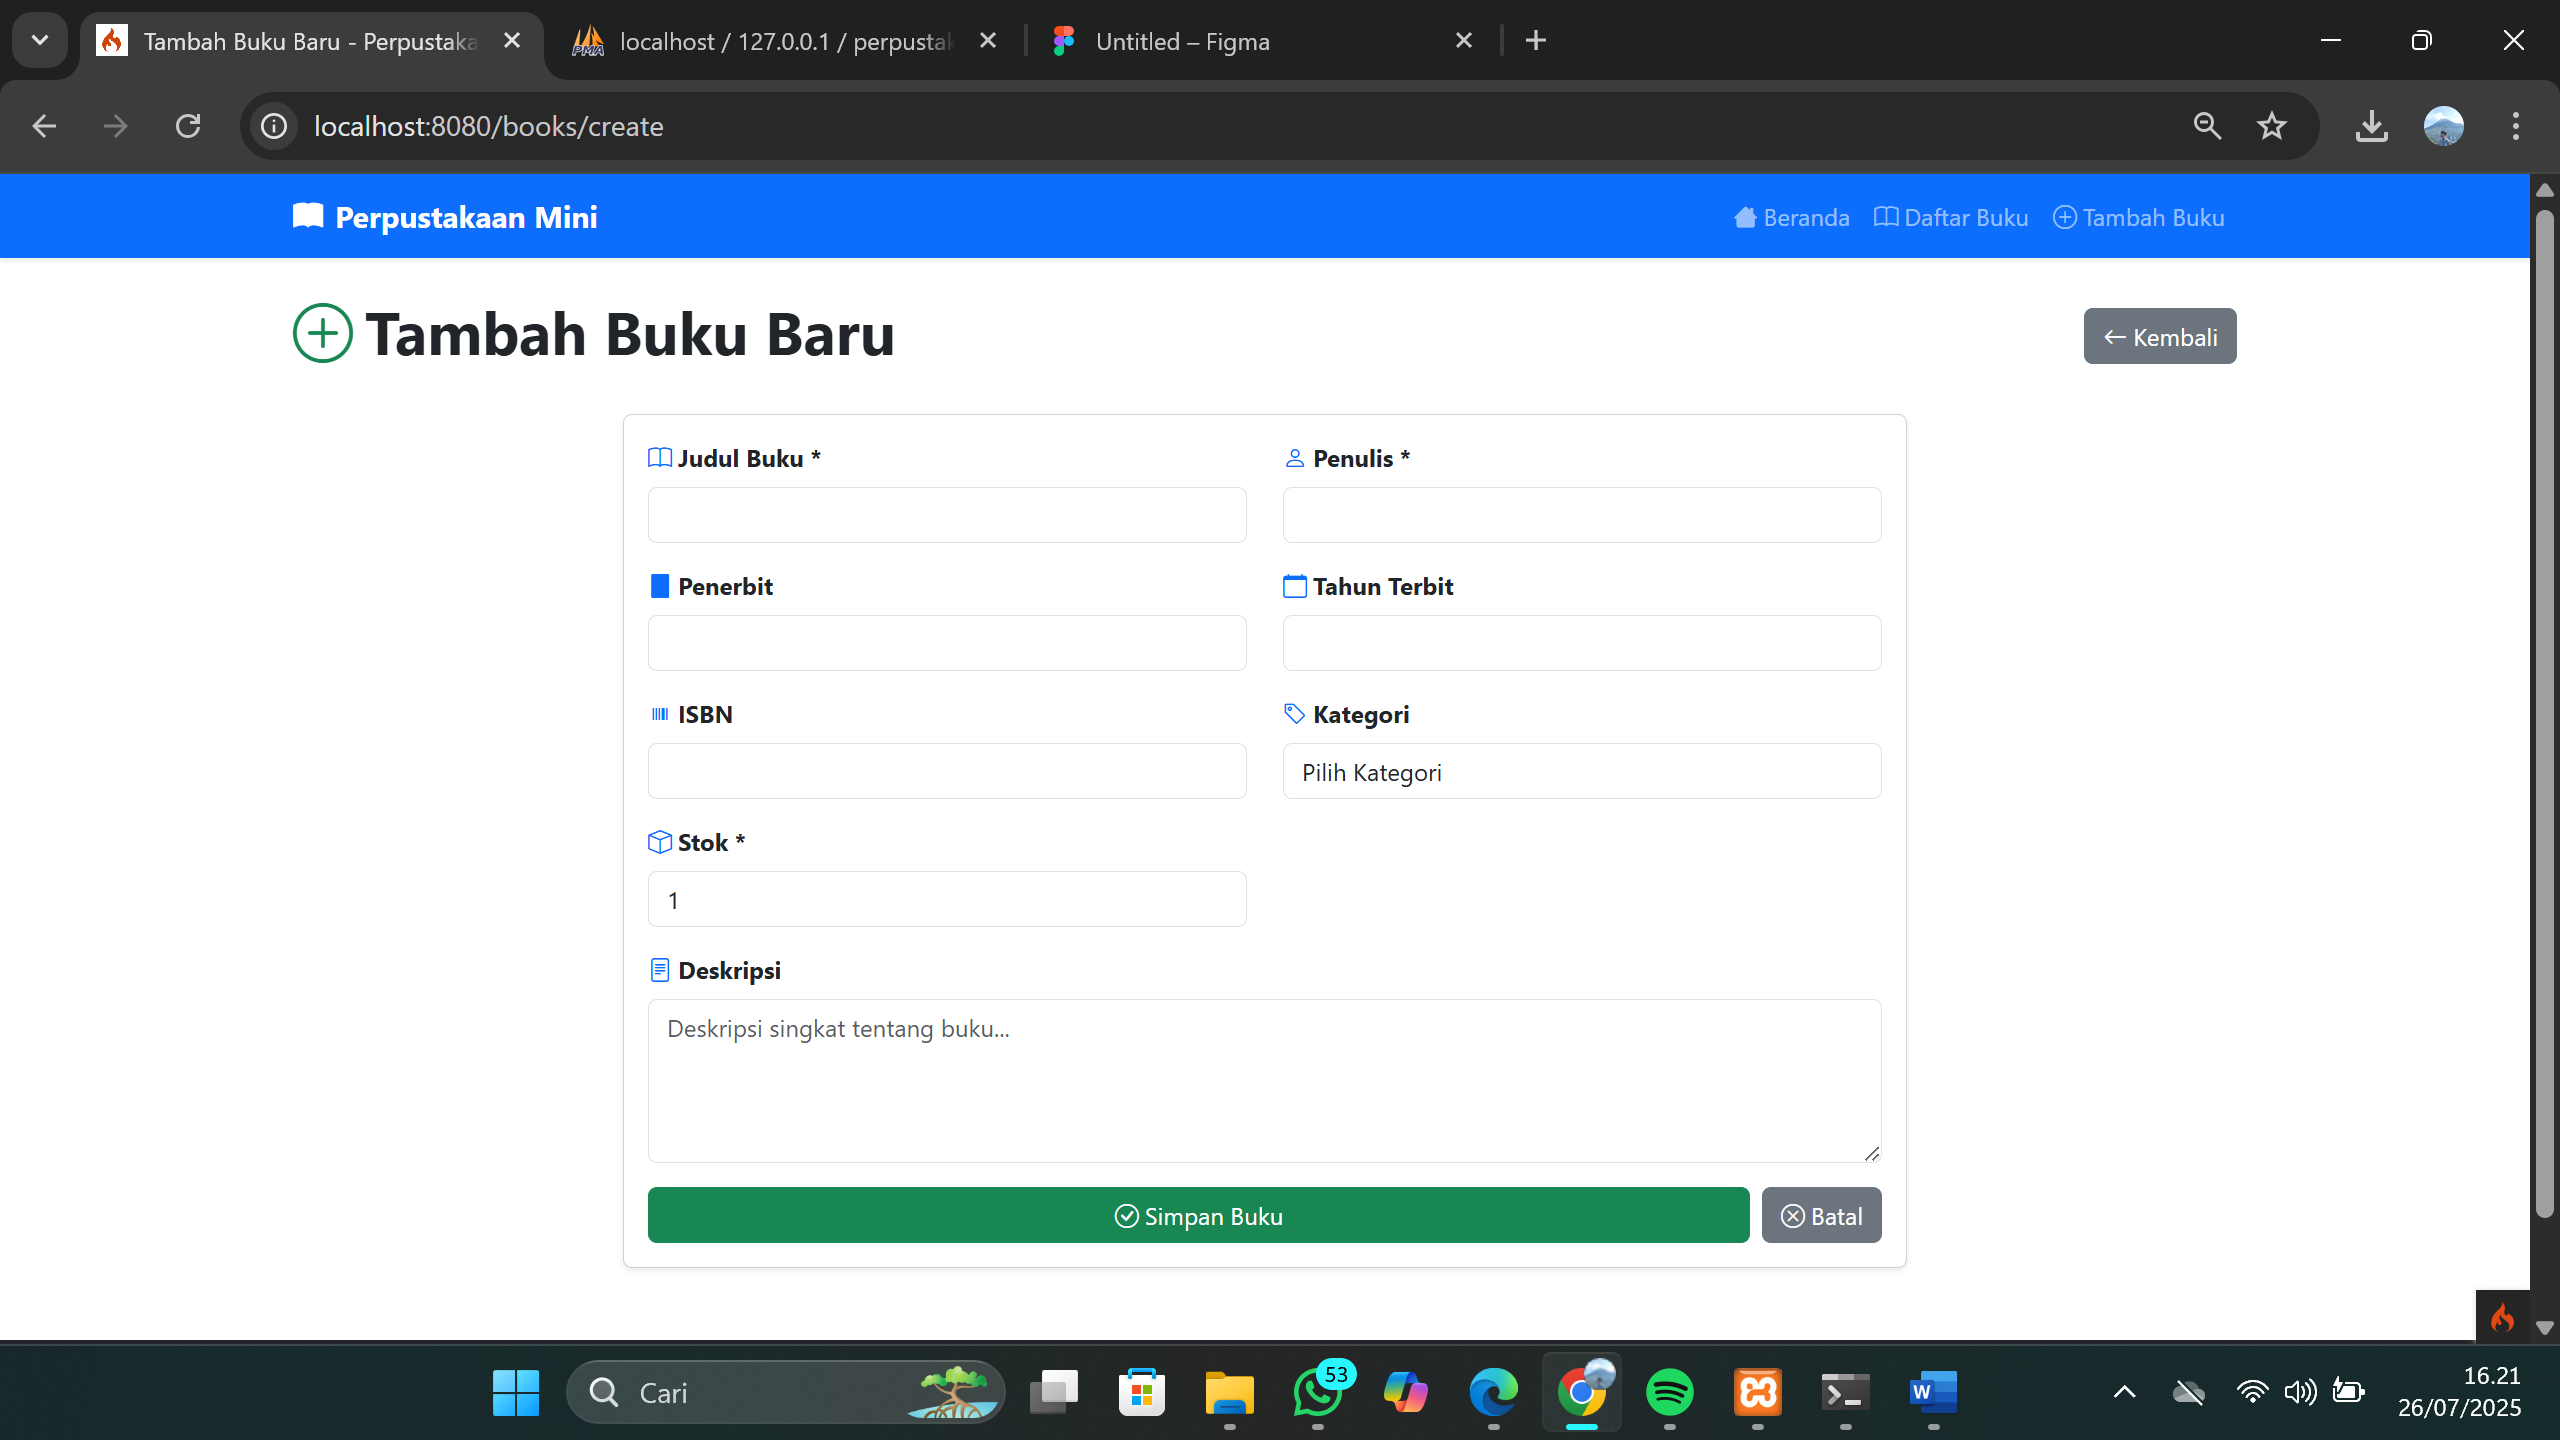 Tambah Buku Baru - Perpustaka
localhost / 127.0.0.1 / perpustak
Untitled – Figma
localhost:8080/books/create
Perpustakaan Mini
Beranda
Daftar Buku
Tambah Buku
Tambah Buku Baru
Kembali
Judul Buku *
Penulis *
Penerbit
Tahun Terbit
ISBN
Kategori
Pilih Kategori
Stok *
1
Deskripsi
Deskripsi singkat tentang buku...
Simpan Buku
Batal
Cari
53
16.21
26/07/2025